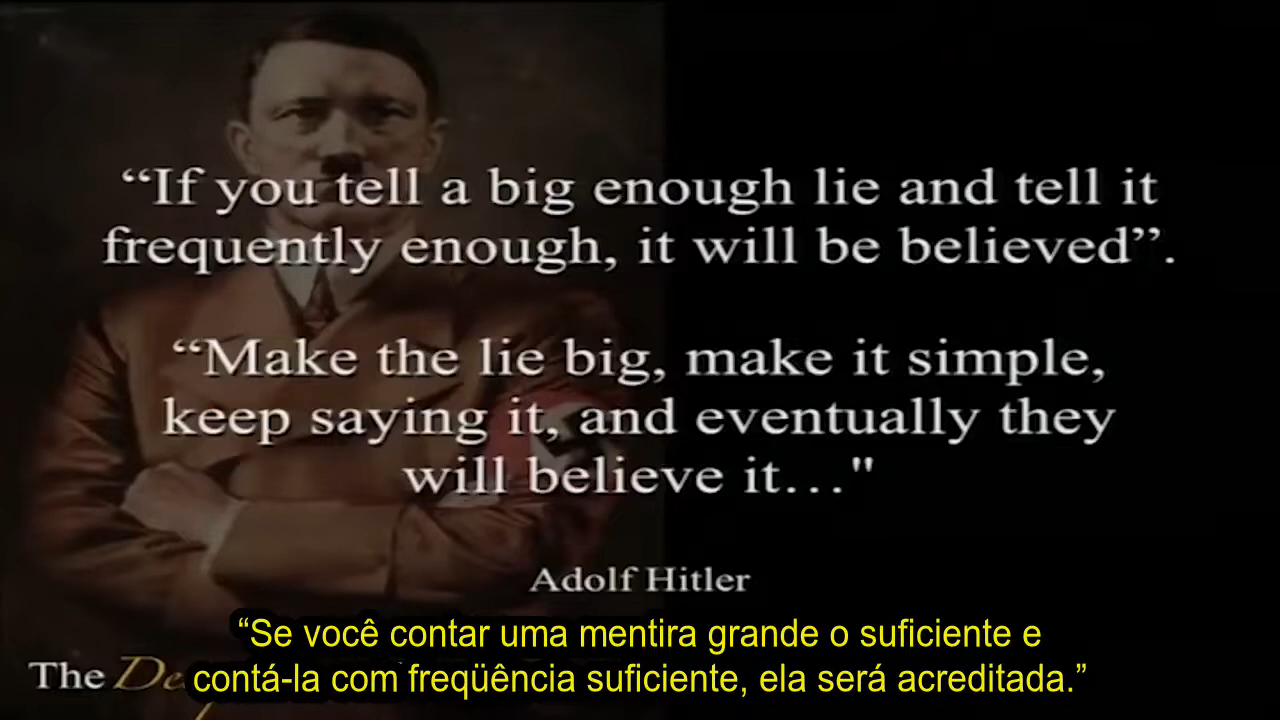 “If you tell a big enough lie and tell it
frequently enough, it will be believed”.
“Make the lie big, make it simple,
keep saying it, and eventually they
will believe it…"
Adolf Hitler
“Se você contar uma mentira grande o suficiente e
The
contá-la com freqüência suficiente, ela será acreditada.”